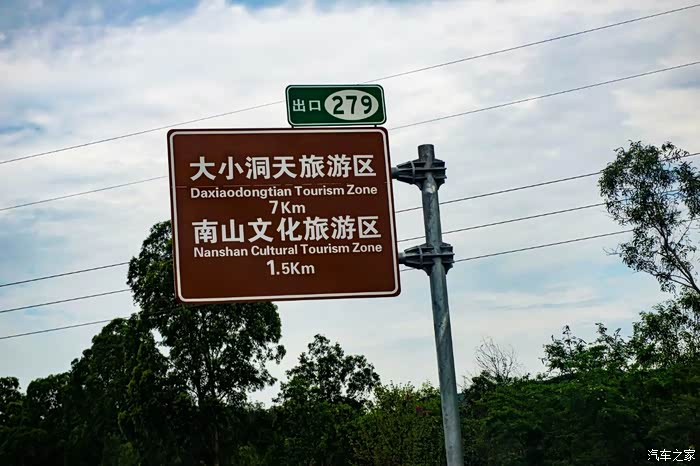 出口 279
大小洞天旅游区
Daxiaodongtian Tourism Zone
7Km
南山文化旅游区
Nanshan Cultural Tourism Zone
1.5Km
汽车之家